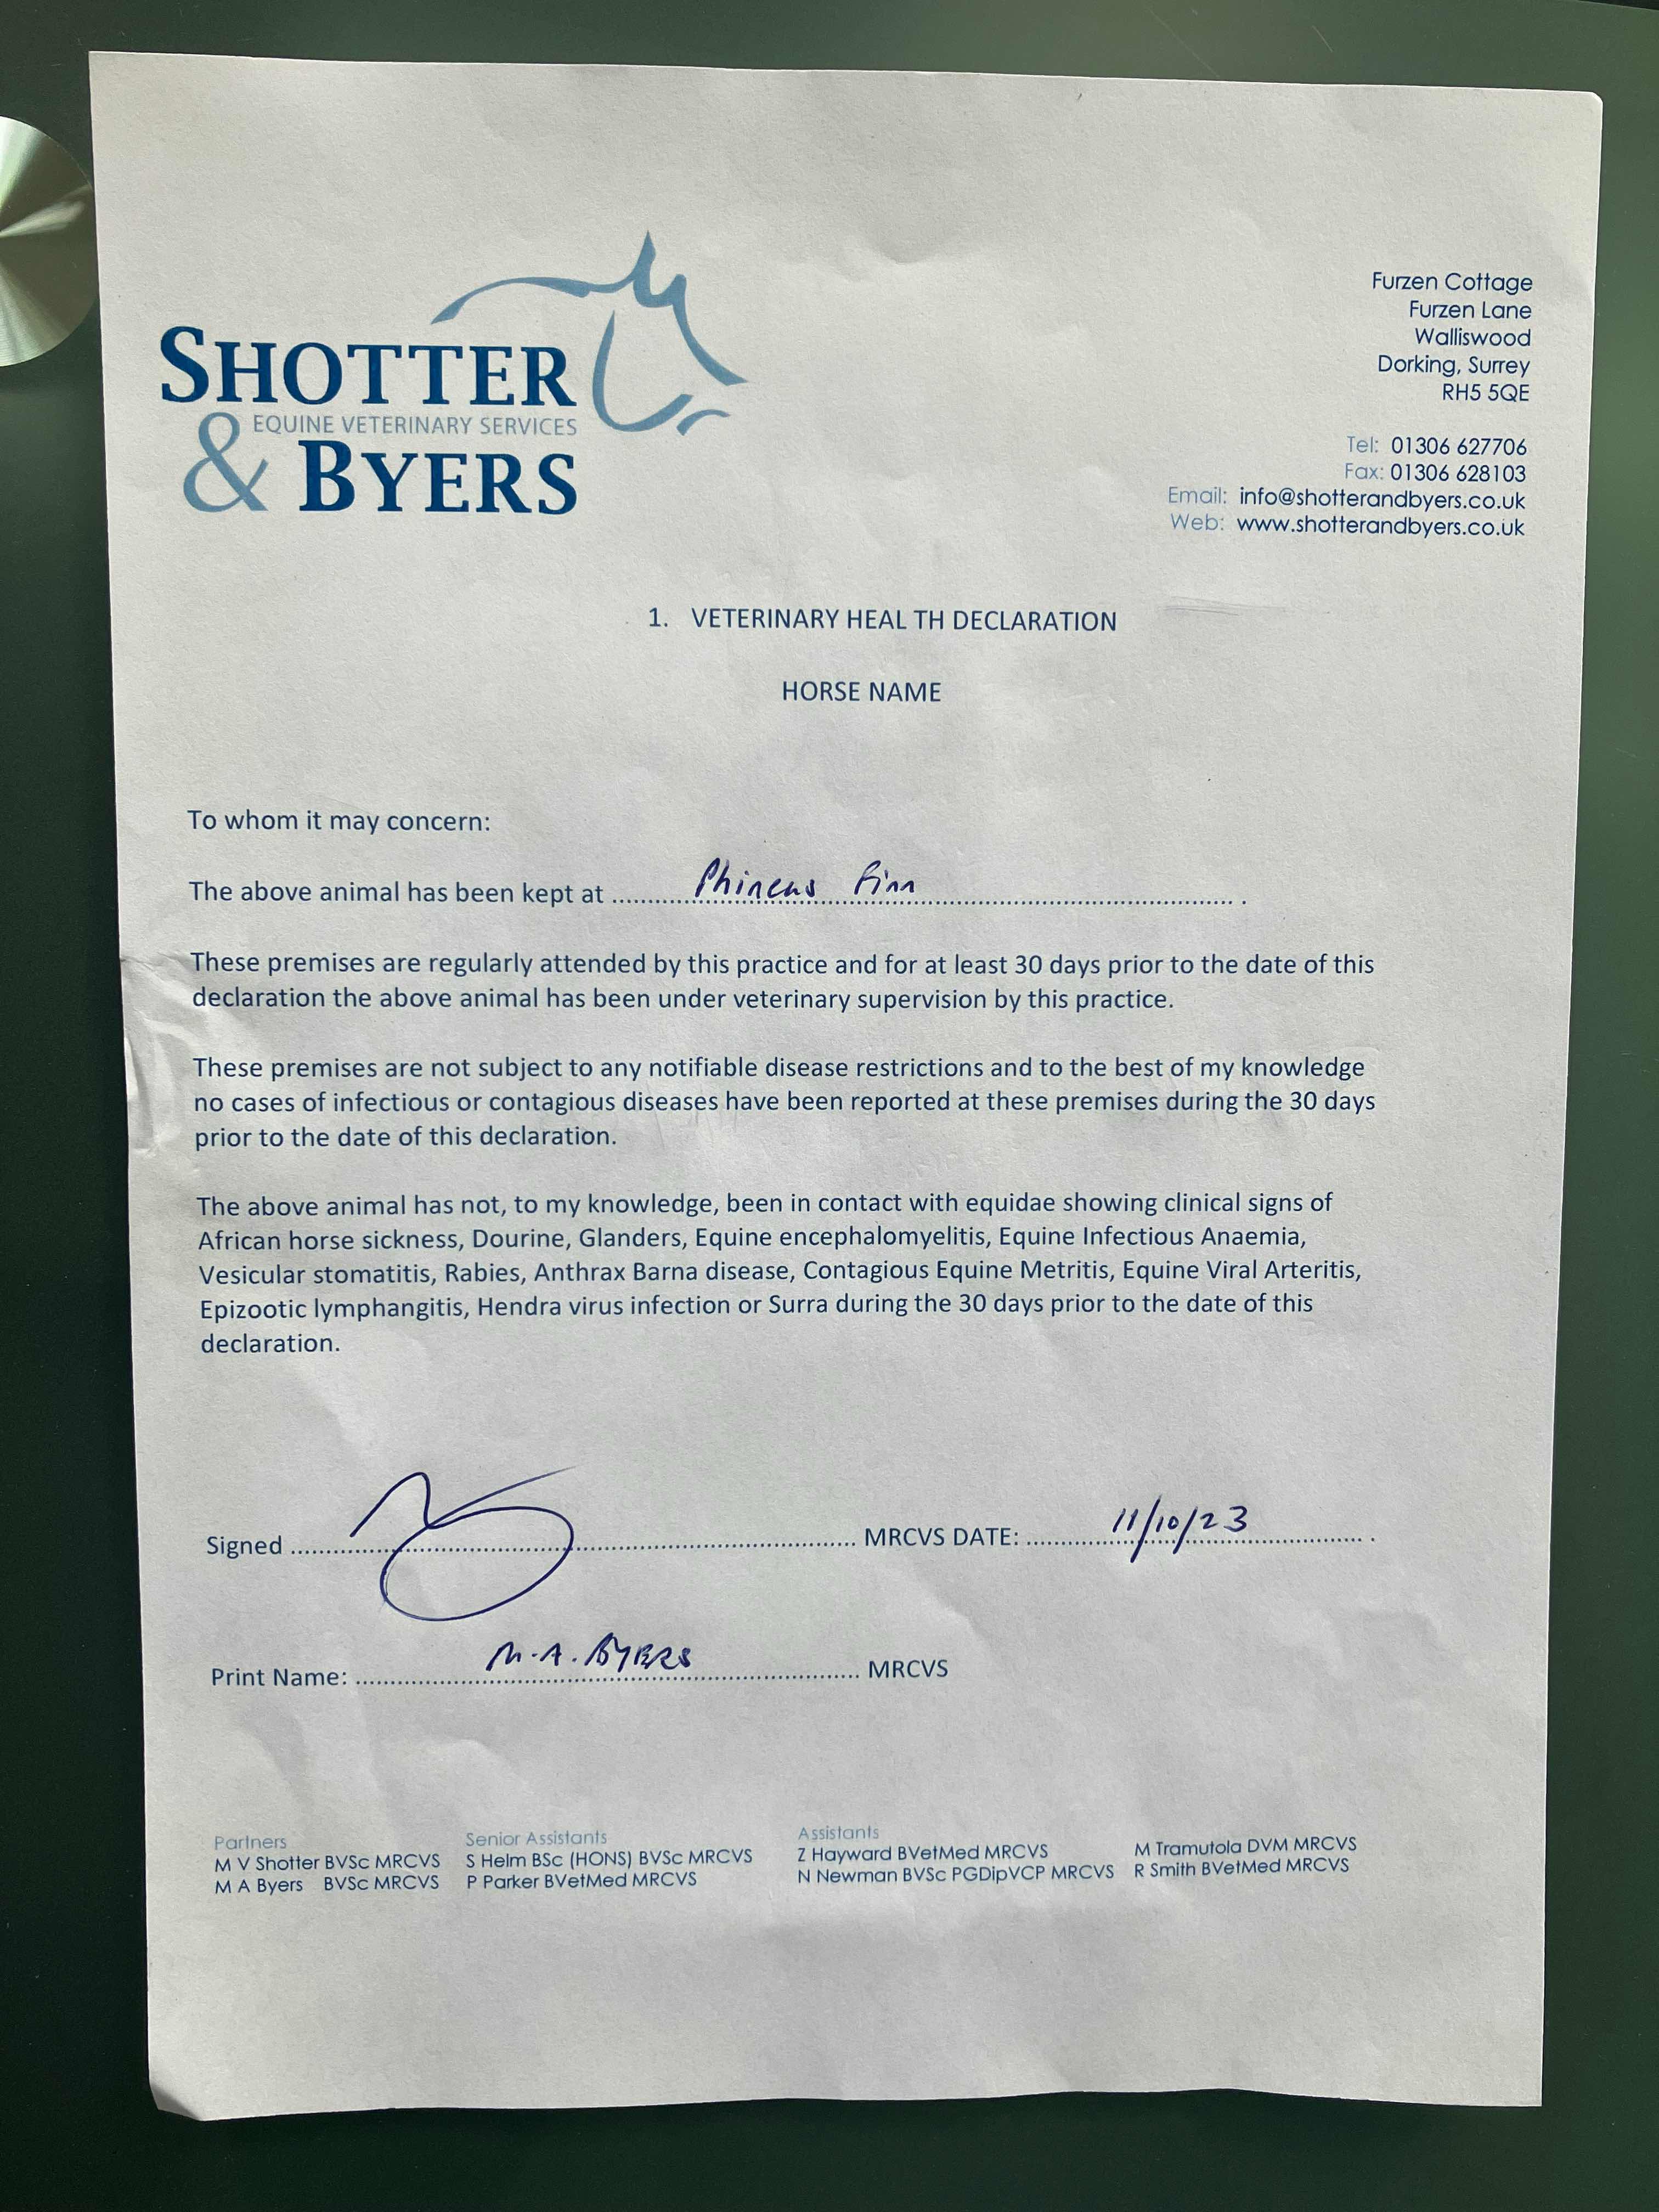 SHOTTER
EQUINE VETERINARY SERVICES
& BYERS
Furzen Cottage
Furzen Lane
Walliswood
Dorking, Surrey
RH5 5QE
Tel: 01306 627706
Fax: 01306 628103
Email: info@shotterandbyers.co.uk
Web: www.shotterandbyers.co.uk
1. VETERINARY HEAL TH DECLARATION
HORSE NAME
To whom it may concern:
The above animal has been kept at ........ Phineas Finn ........ .
These premises are regularly attended by this practice and for at least 30 days prior to the date of this
declaration the above animal has been under veterinary supervision by this practice.
These premises are not subject to any notifiable disease restrictions and to the best of my knowledge
no cases of infectious or contagious diseases have been reported at these premises during the 30 days
prior to the date of this declaration.
The above animal has not, to my knowledge, been in contact with equidae showing clinical signs of
African horse sickness, Dourine, Glanders, Equine encephalomyelitis, Equine Infectious Anaemia,
Vesicular stomatitis, Rabies, Anthrax Barna disease, Contagious Equine Metritis, Equine Viral Arteritis,
Epizootic lymphangitis, Hendra virus infection or Surra during the 30 days prior to the date of this
declaration.
Signed ........ MRCVS DATE: ........ 11/10/23 ........ .
Print Name: ........ M.A. BYERS ........ MRCVS
Partners
M V Shotter BVSc MRCVS
M A Byers BVSc MRCVS
Senior Assistants
S Helm BSc (HONS) BVSc MRCVS
P Parker BVetMed MRCVS
Assistants
Z Hayward BVetMed MRCVS
N Newman BVSc PGDipVCP MRCVS
M Tramutola DVM MRCVS
R Smith BVetMed MRCVS